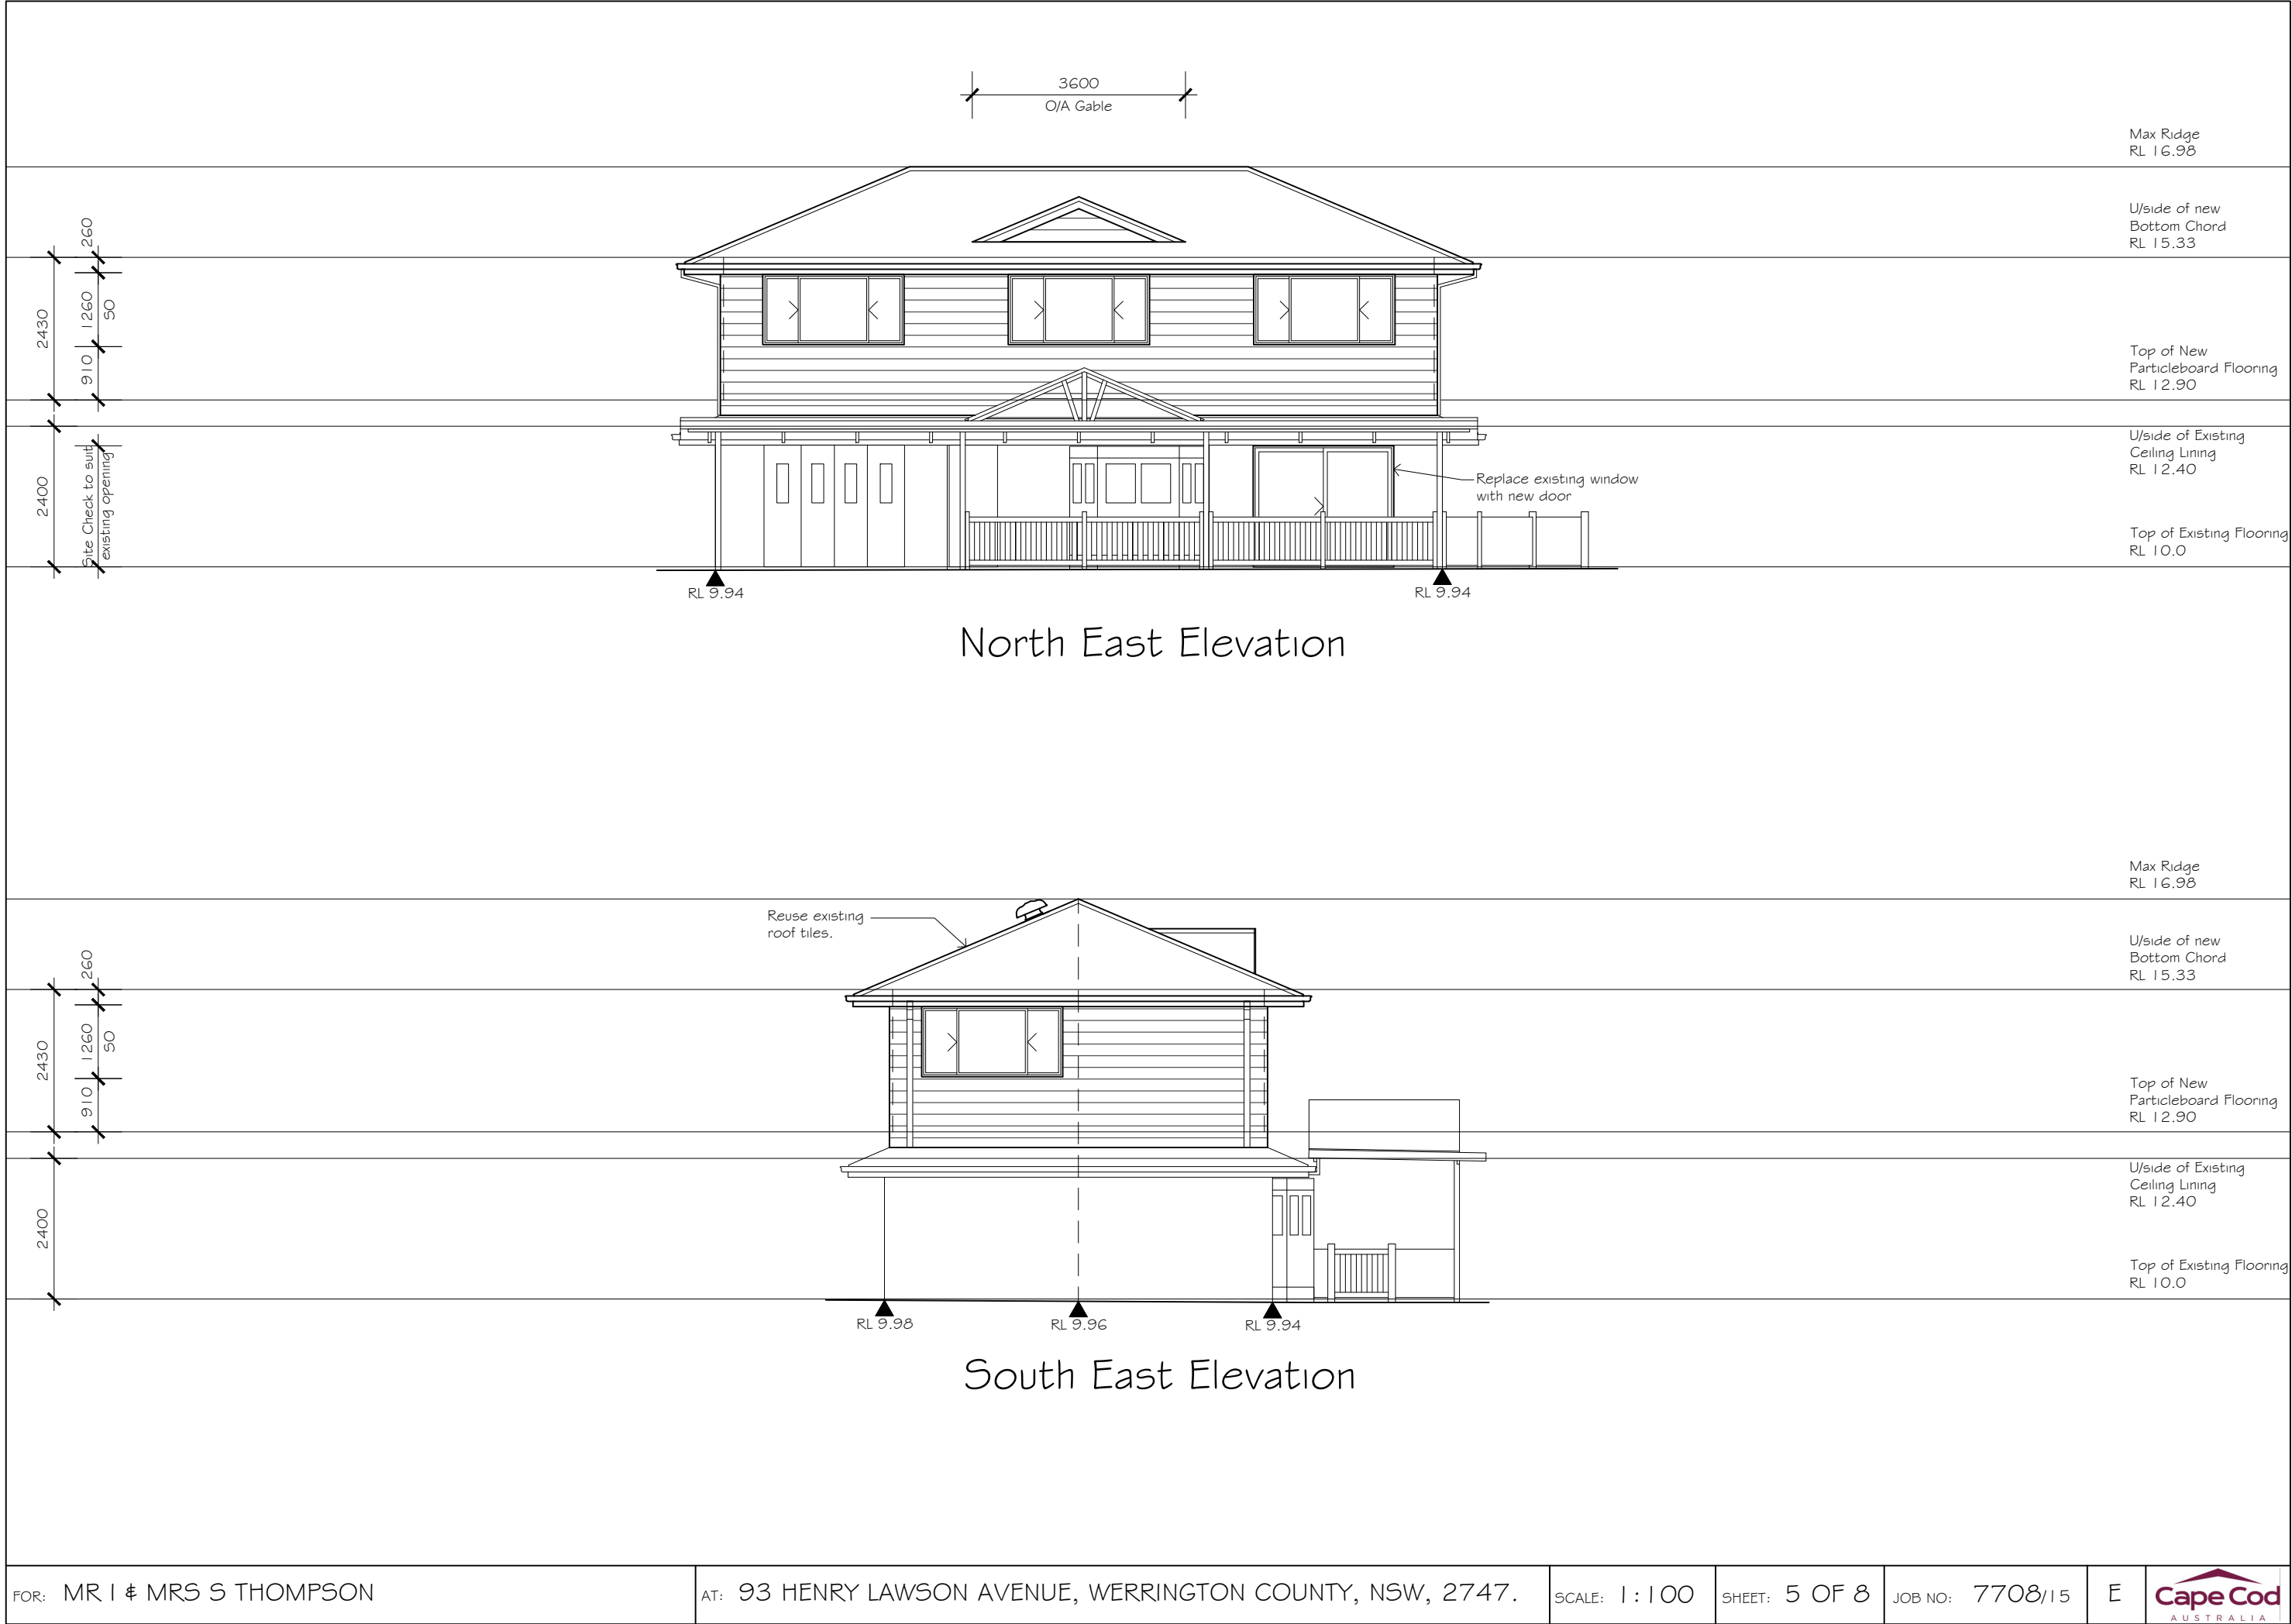 3600
O/A Gable
Max Ridge
RL 16.98
U/side of new
Bottom Chord
RL 15.33
260
2430
1260
50
910
Top of New
Particleboard Flooring
RL 12.90
U/side of Existing
Ceiling Lining
RL 12.40
2400
Site Check to suit
existing opening
Replace existing window
with new door
Top of Existing Flooring
RL 10.0
RL 9.94
RL 9.94
North East Elevation
Max Ridge
RL 16.98
Reuse existing
roof tiles.
U/side of new
Bottom Chord
RL 15.33
260
2430
1260
50
910
Top of New
Particleboard Flooring
RL 12.90
U/side of Existing
Ceiling Lining
RL 12.40
2400
Top of Existing Flooring
RL 10.0
RL 9.98
RL 9.96
RL 9.94
South East Elevation
FOR: MR I & MRS S THOMPSON
AT: 93 HENRY LAWSON AVENUE, WERRINGTON COUNTY, NSW, 2747.
SCALE: 1:100
SHEET: 5 OF 8
JOB NO: 7708/15
E
Cape Cod
AUSTRALIA